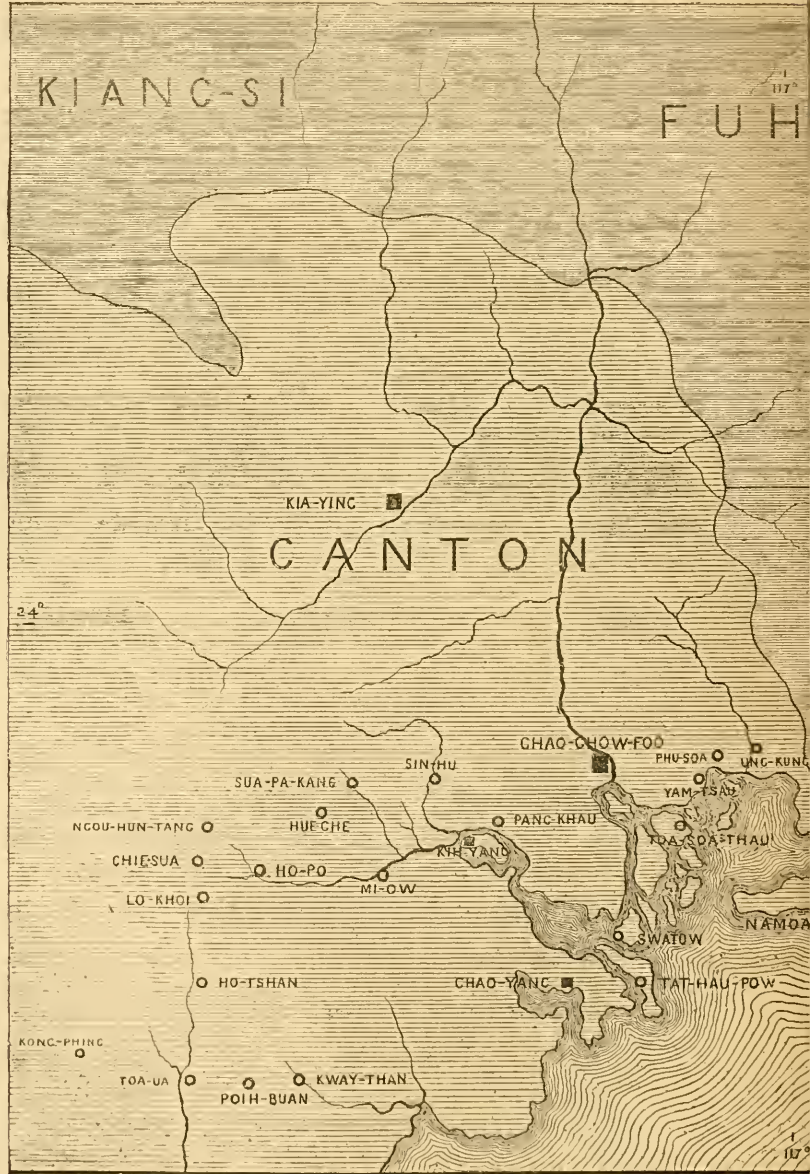 KIANG-SI
117°
FUH
KIA-YING
CANTON
24°
CHAO-CHOW-FOO
PHU-SOA
UNG-KUNG
SIN-HU
SUA-PA-KANG
YAM-TSAU
HUE-CHE
PANG-KHAU
NGOU-HUN-TANG
TOA-SOA-THAU
KIH-YANG
CHIE-SUA
HO-PO
MI-OW
LO-KHOI
NAMOA
SWATOW
HO-TSHAN
CHAO-YANG
TAT-HAU-POW
KONG-PHING
TOA-UA
KWAY-THAN
POIH-BUAN